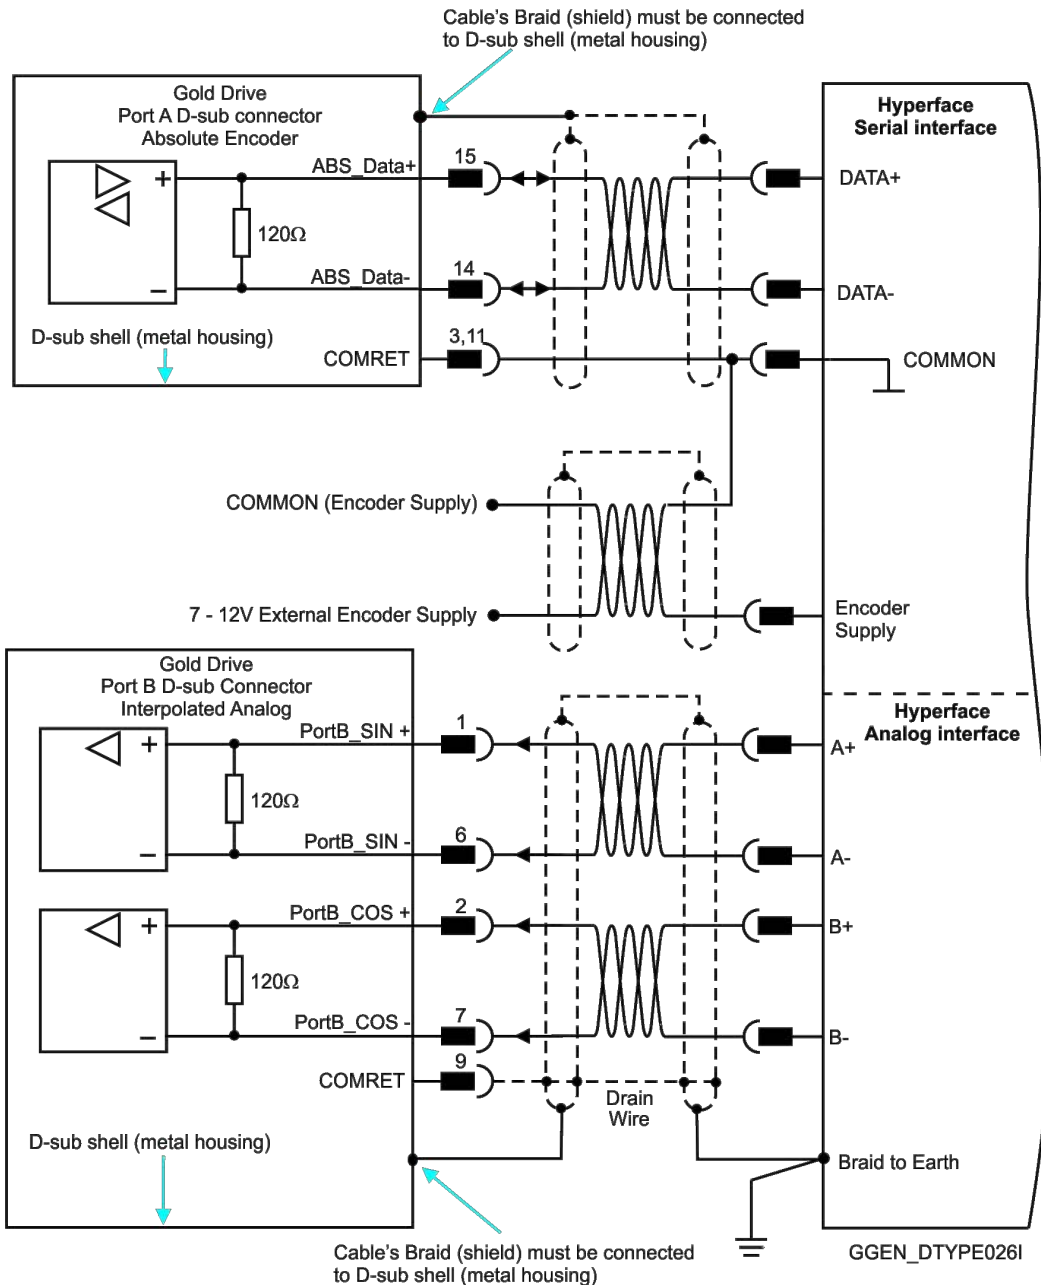 Cable's Braid (shield) must be connected
to D-sub shell (metal housing)
Gold Drive
Port A D-sub connector
Absolute Encoder
Hyperface
Serial interface
ABS_Data+
15
DATA+
+
120Ω
ABS_Data-
14
DATA-
−
D-sub shell (metal housing)
COMRET
3,11
COMMON
COMMON (Encoder Supply)
7 - 12V External Encoder Supply
Encoder
Supply
Gold Drive
Port B D-sub Connector
Interpolated Analog
Hyperface
Analog interface
PortB_SIN +
1
A+
+
120Ω
PortB_SIN -
6
A-
−
PortB_COS +
2
B+
+
120Ω
PortB_COS -
7
B-
−
COMRET
9
Drain
Wire
D-sub shell (metal housing)
Braid to Earth
Cable's Braid (shield) must be connected
to D-sub shell (metal housing)
GGEN_DTYPE026I